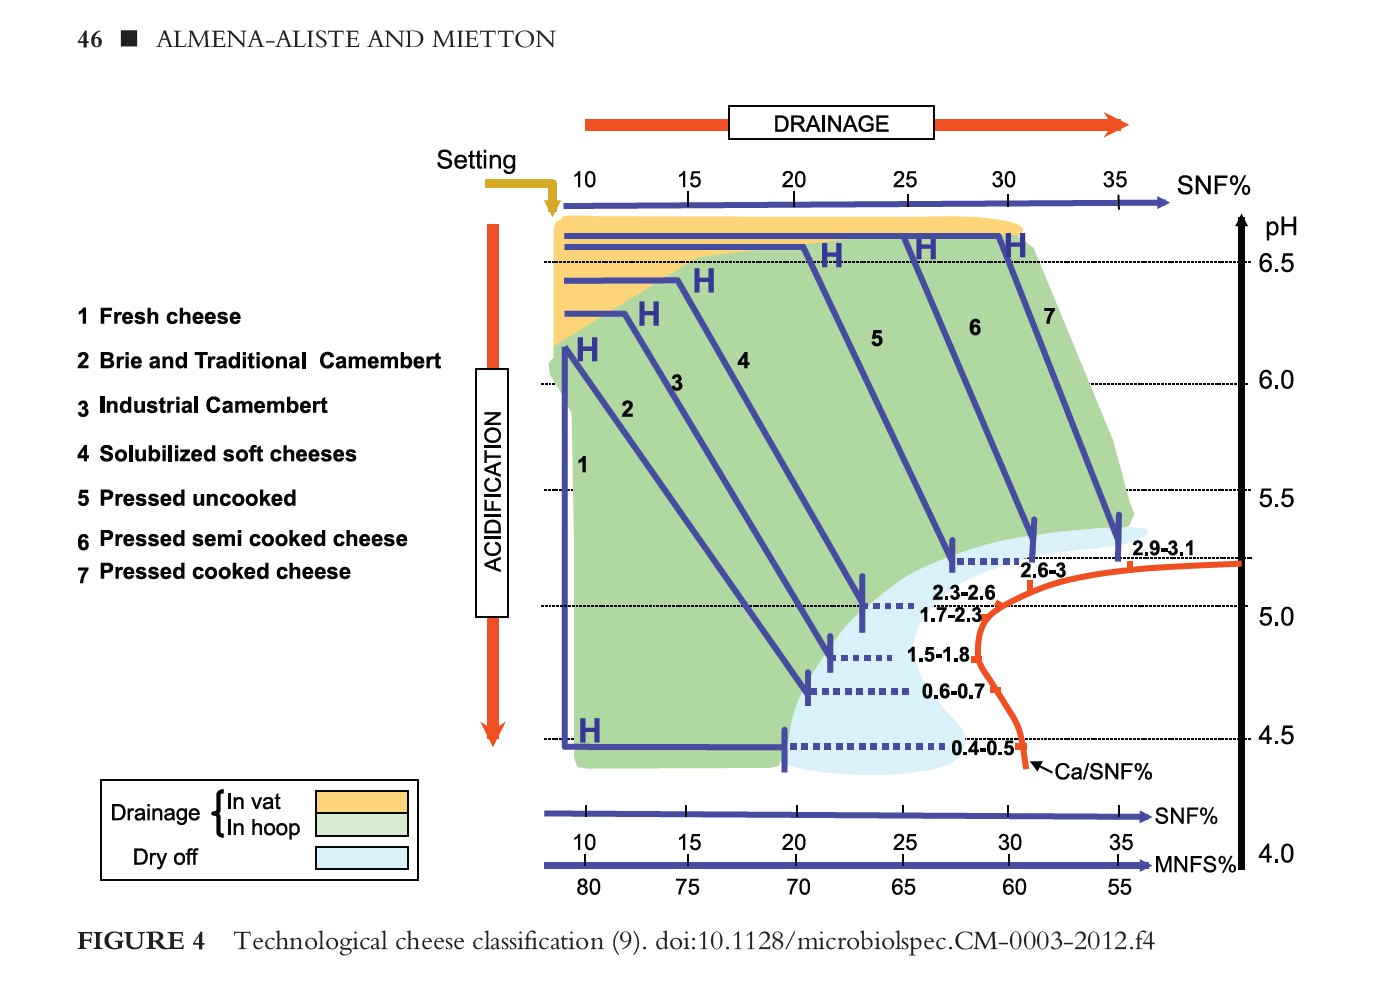 46 ■ ALMENA-ALISTE AND MIETTON
DRAINAGE
Setting
10 15 20 25 30 35 SNF%
pH
H H H 6.5
H
H
H
1 Fresh cheese
2 Brie and Traditional Camembert
3 Industrial Camembert
4 Solubilized soft cheeses
5 Pressed uncooked
6 Pressed semi cooked cheese
7 Pressed cooked cheese
ACIDIFICATION
1
2
3
4
5
6
7
6.0
5.5
2.9-3.1
2.6-3
2.3-2.6
1.7-2.3
5.0
1.5-1.8
0.6-0.7
H
4.5
0.4-0.5
Ca/SNF%
Drainage { In vat
In hoop
Dry off
SNF%
10 15 20 25 30 35
4.0
MNFS%
80 75 70 65 60 55
FIGURE 4 Technological cheese classification (9). doi:10.1128/microbiolspec.CM-0003-2012.f4